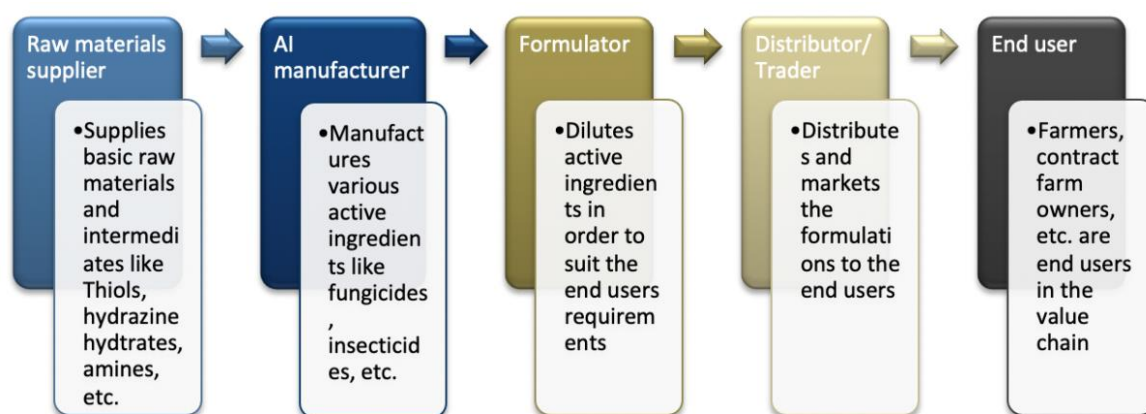 Raw materials
supplier
•Supplies
basic raw
materials
and
intermedi
ates like
Thiols,
hydrazine
hydtrates,
amines,
etc.
AI
manufacturer
•Manufact
ures
various
active
ingredien
ts like
fungicides
,
insecticid
es, etc.
Formulator
•Dilutes
active
ingredien
ts in
order to
suit the
end users
requirem
ents
Distributor/
Trader
•Distribute
s and
markets
the
formulati
ons to the
end users
End user
•Farmers,
contract
farm
owners,
etc. are
end users
in the
value
chain